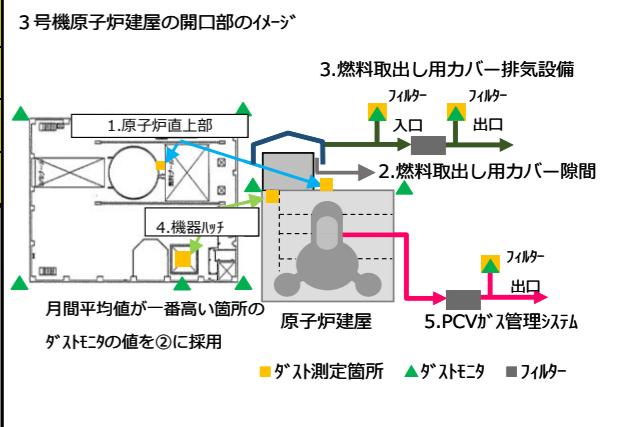 ３号機原子炉建屋の開口部のｲﾒｰｼﾞ
3.燃料取出し用カバー排気設備
ﾌｨﾙﾀｰ
ﾌｨﾙﾀｰ
入口
出口
1.原子炉直上部
2.燃料取出し用カバー隙間
4.機器ﾊｯﾁ
ﾌｨﾙﾀｰ
出口
月間平均値が一番高い箇所の
ﾀﾞｽﾄﾓﾆﾀの値を②に採用
原子炉建屋
5.PCVｶﾞｽ管理ｼｽﾃﾑ
■ﾀﾞｽﾄ測定箇所 ▲ﾀﾞｽﾄﾓﾆﾀ ■ﾌｨﾙﾀｰ